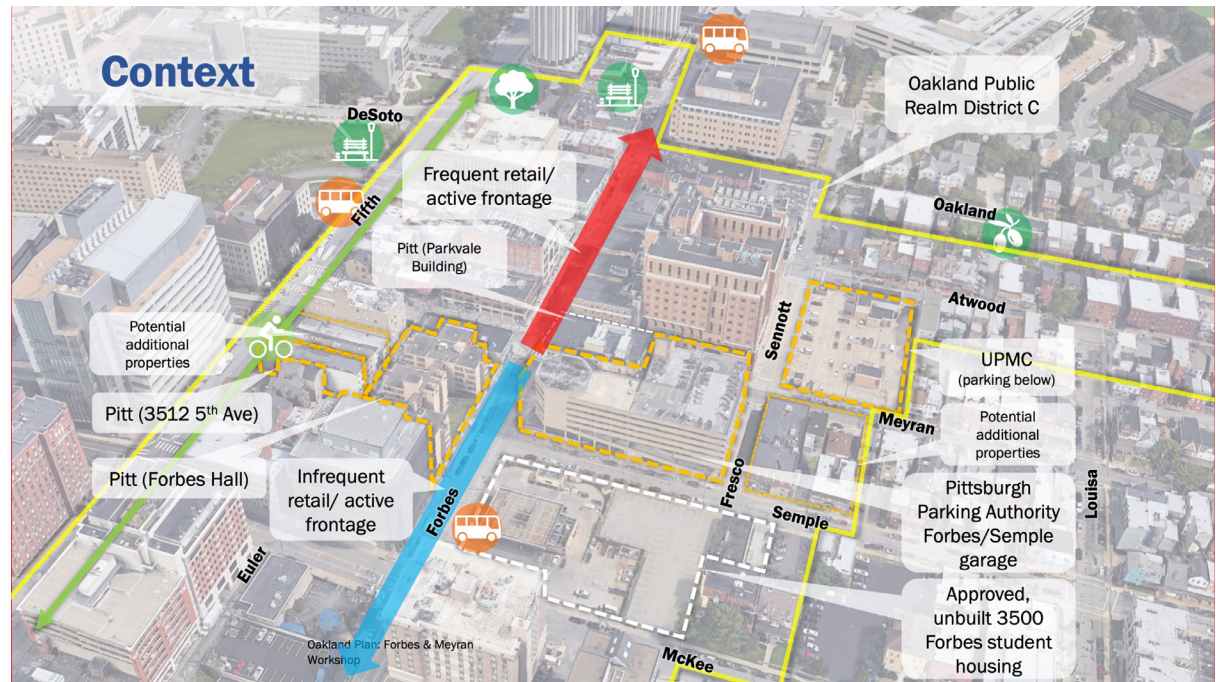 Context
DeSoto
Fifth
Oakland Public
Realm District C
Frequent retail/
active frontage
Pitt (Parkvale
Building)
Oakland
Atwood
Sennott
Potential
additional
properties
UPMC
(parking below)
Pitt (3512 5th Ave)
Meyran
Potential
additional
properties
Pitt (Forbes Hall)
Infrequent
retail/ active
frontage
Forbes
Fresco
Louisa
Pittsburgh
Parking Authority
Forbes/Semple
garage
Semple
Euler
Approved,
unbuilt 3500
Forbes student
housing
Oakland Plan: Forbes & Meyran
Workshop
McKee